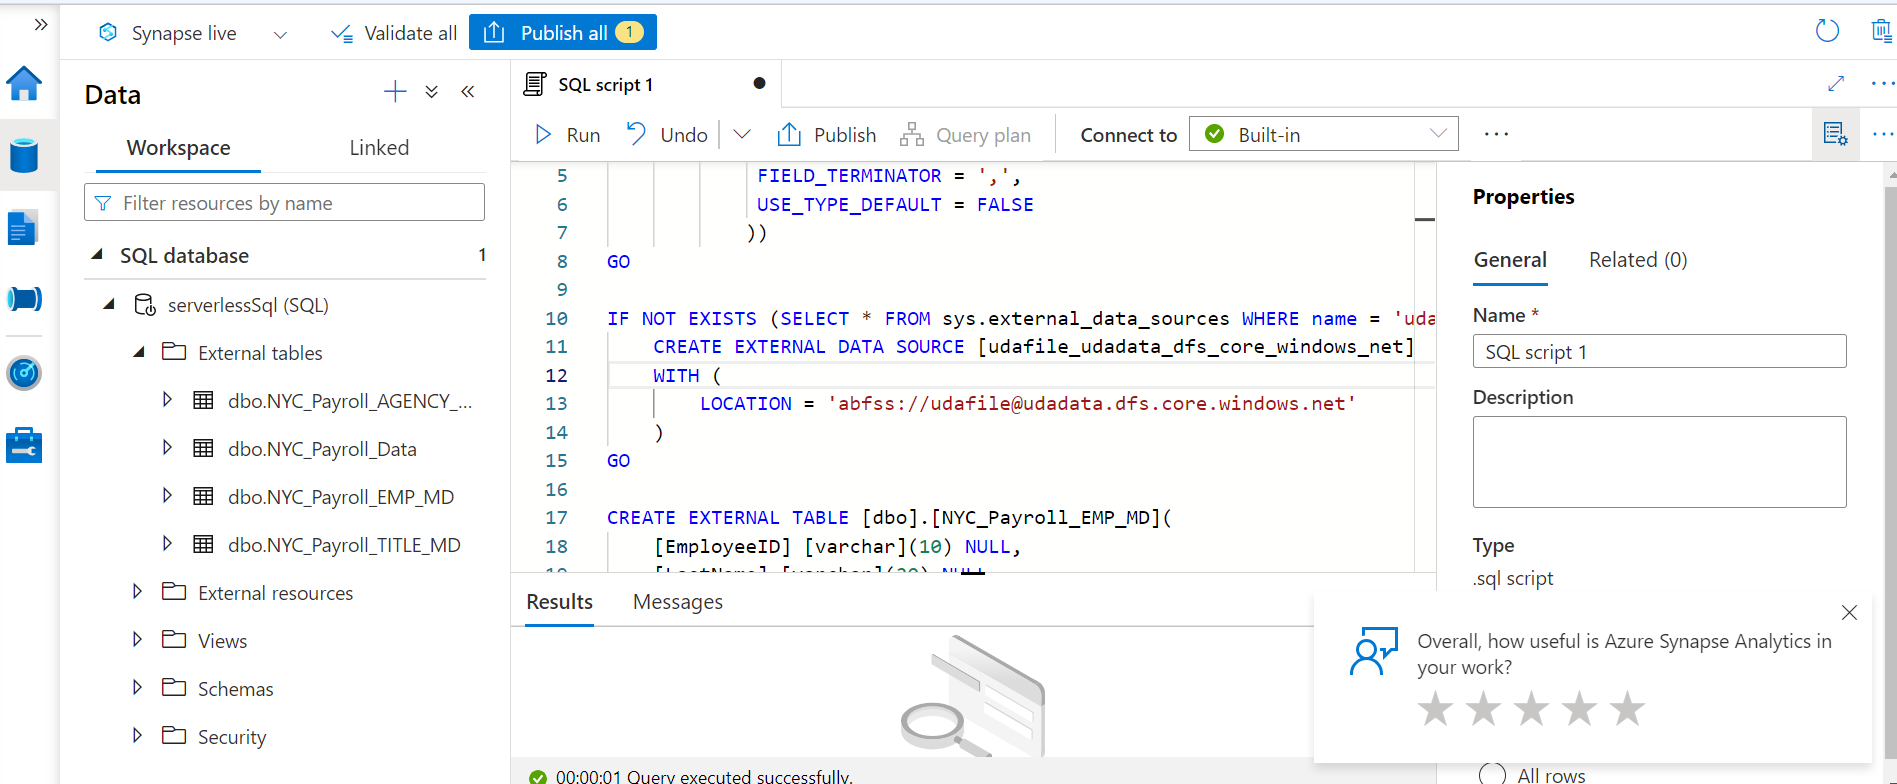 Synapse live
Validate all
Publish all 1
Data
Workspace
Linked
Filter resources by name
SQL database 1
serverlessSql (SQL)
External tables
dbo.NYC_Payroll_AGENCY_...
dbo.NYC_Payroll_Data
dbo.NYC_Payroll_EMP_MD
dbo.NYC_Payroll_TITLE_MD
External resources
Views
Schemas
Security
SQL script 1
Run
Undo
Publish
Query plan
Connect to
Built-in
5 FIELD_TERMINATOR = ',',
6 USE_TYPE_DEFAULT = FALSE
7 ))
8 GO
9
10 IF NOT EXISTS (SELECT * FROM sys.external_data_sources WHERE name = 'uda
11 CREATE EXTERNAL DATA SOURCE [udafile_udadata_dfs_core_windows_net]
12 WITH (
13 LOCATION = 'abfss://udafile@udadata.dfs.core.windows.net'
14 )
15 GO
16
17 CREATE EXTERNAL TABLE [dbo].[NYC_Payroll_EMP_MD](
18 [EmployeeID] [varchar](10) NULL,
Results
Messages
00:00:01 Query executed successfully.
Properties
General
Related (0)
Name *
SQL script 1
Description
Type
.sql script
Overall, how useful is Azure Synapse Analytics in
your work?
All rows